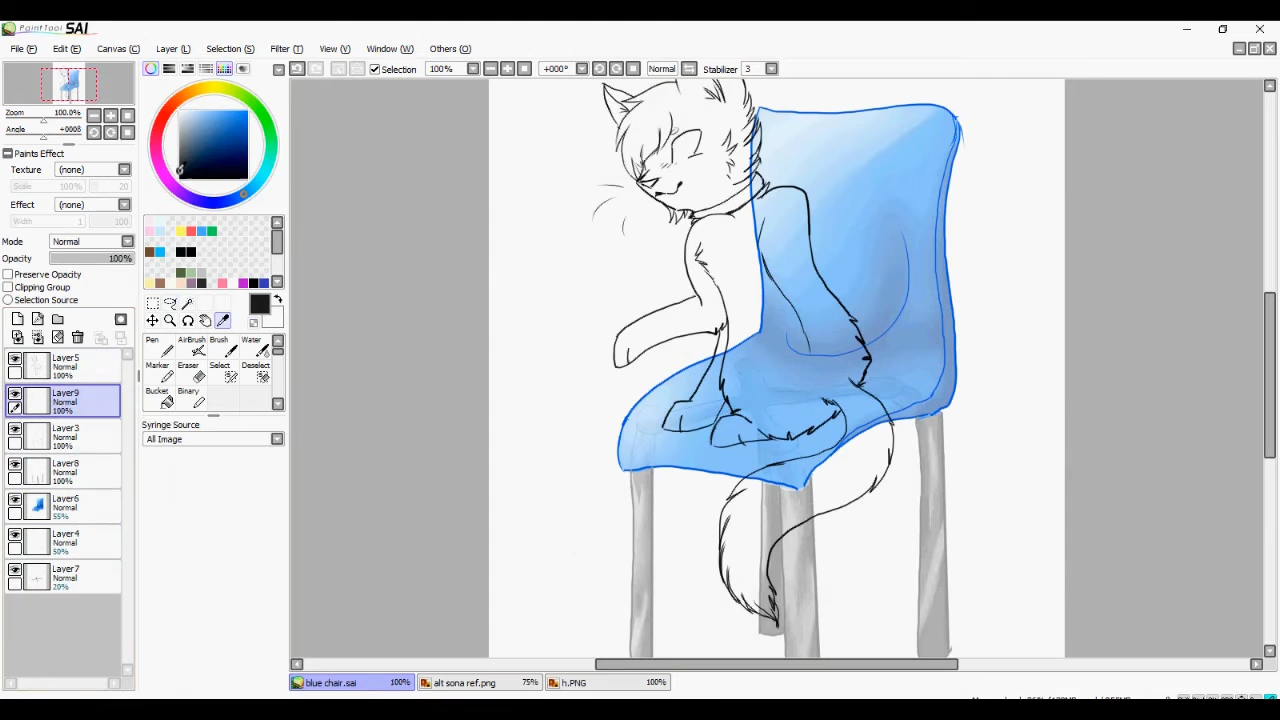 PaintTool SAI
File (F) Edit (E) Canvas (C) Layer (L) Selection (S) Filter (T) View (V) Window (W) Others (O)
Selection 100% +000° Normal Stabilizer 3
Zoom 100.0%
Angle +000ß
Paints Effect
Texture (none)
Scale 100% 20
Effect (none)
Width 1 100
Mode Normal
Opacity 100%
Preserve Opacity
Clipping Group
Selection Source
Layer5
Normal
100%
Layer9
Normal
100%
Layer3
Normal
100%
Layer8
Normal
100%
Layer6
Normal
55%
Layer4
Normal
50%
Layer7
Normal
20%
Pen AirBrush Brush Water
Marker Eraser Select Deselect
Bucket Binary
Syringe Source
All Image
blue chair.sai 100% alt sona ref.png 75% h.PNG 100%